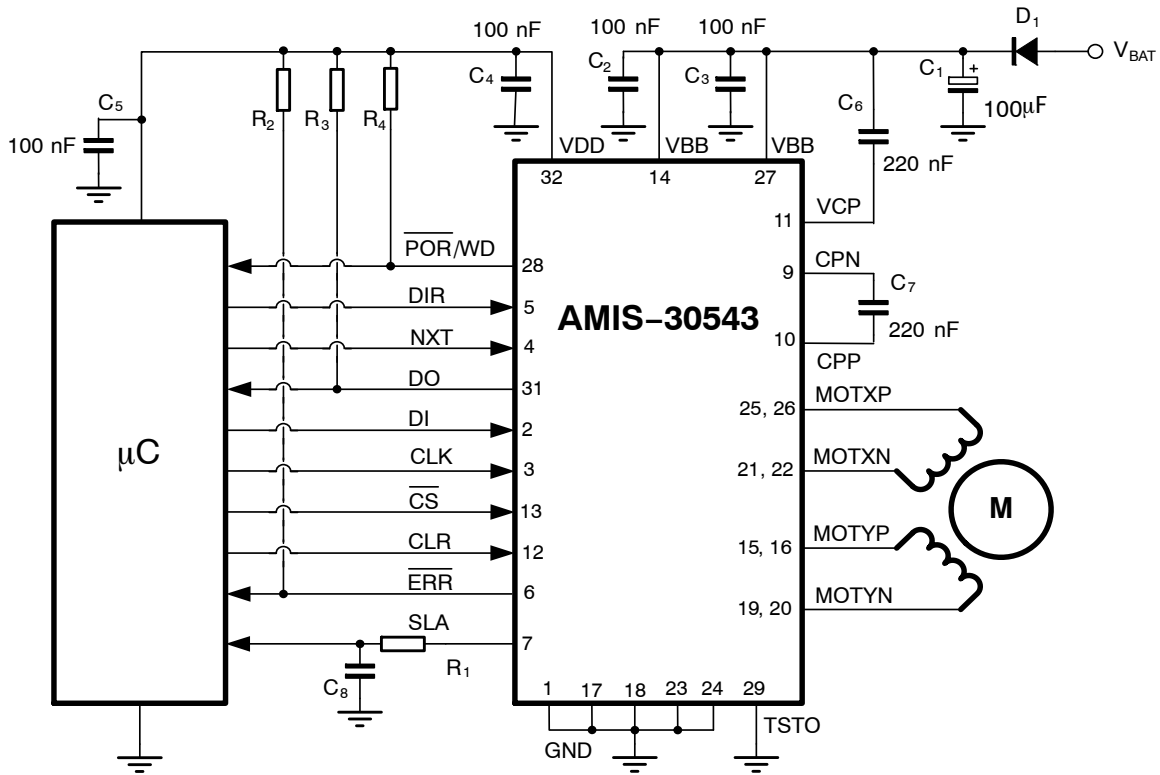 100 nF
100 nF
100 nF
D1
VBAT
C5
C4
C2
C3
C1
+
100μF
C6
R2
R3
R4
100 nF
220 nF
VDD
VBB
VBB
32
14
27
11
VCP
P̅O̅R̅/WD
28
9
CPN
DIR
5
AMIS–30543
C7
220 nF
NXT
4
10
CPP
DO
31
25, 26
MOTXP
DI
2
μC
CLK
3
21, 22
MOTXN
C̅S̅
13
M
CLR
12
15, 16
MOTYP
E̅R̅R̅
6
19, 20
MOTYN
SLA
7
R1
C8
1
17
18
23
24
29
GND
TSTO